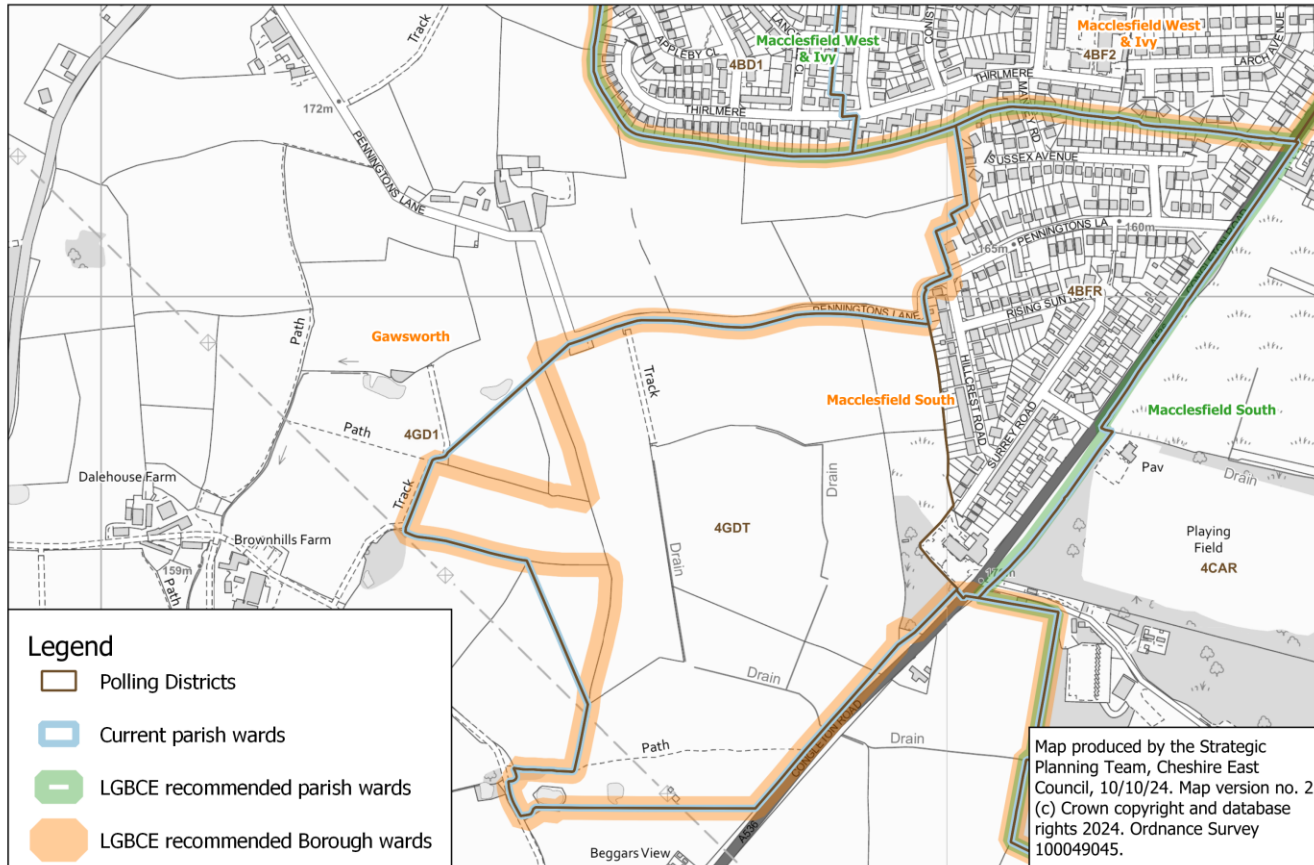 APPLEBY CL
Macclesfield West
& Ivy
4BD1
THIRLMERE
Macclesfield West
& Ivy
4BF2
LARCH AVENUE
THIRLMERE
Track
172m
PENNINGTONS LANE
SUSSEX AVENUE
PENNINGTONS LA
160m
165m
4BFR
PENNINGTONS LANE
Path
Gawsworth
HILLCREST ROAD
Track
Macclesfield South
SURREY ROAD
Macclesfield South
Path
4GD1
Pav
Drain
Dalehouse Farm
Track
Drain
4GDT
Playing
Field
4CAR
Brownhills Farm
159m
Path
Drain
Drain
Path
CONGLETON ROAD
Drain
A536
Beggars View
Legend
Polling Districts
Current parish wards
LGBCE recommended parish wards
LGBCE recommended Borough wards
Map produced by the Strategic
Planning Team, Cheshire East
Council, 10/10/24. Map version no. 2
(c) Crown copyright and database
rights 2024. Ordnance Survey
100049045.